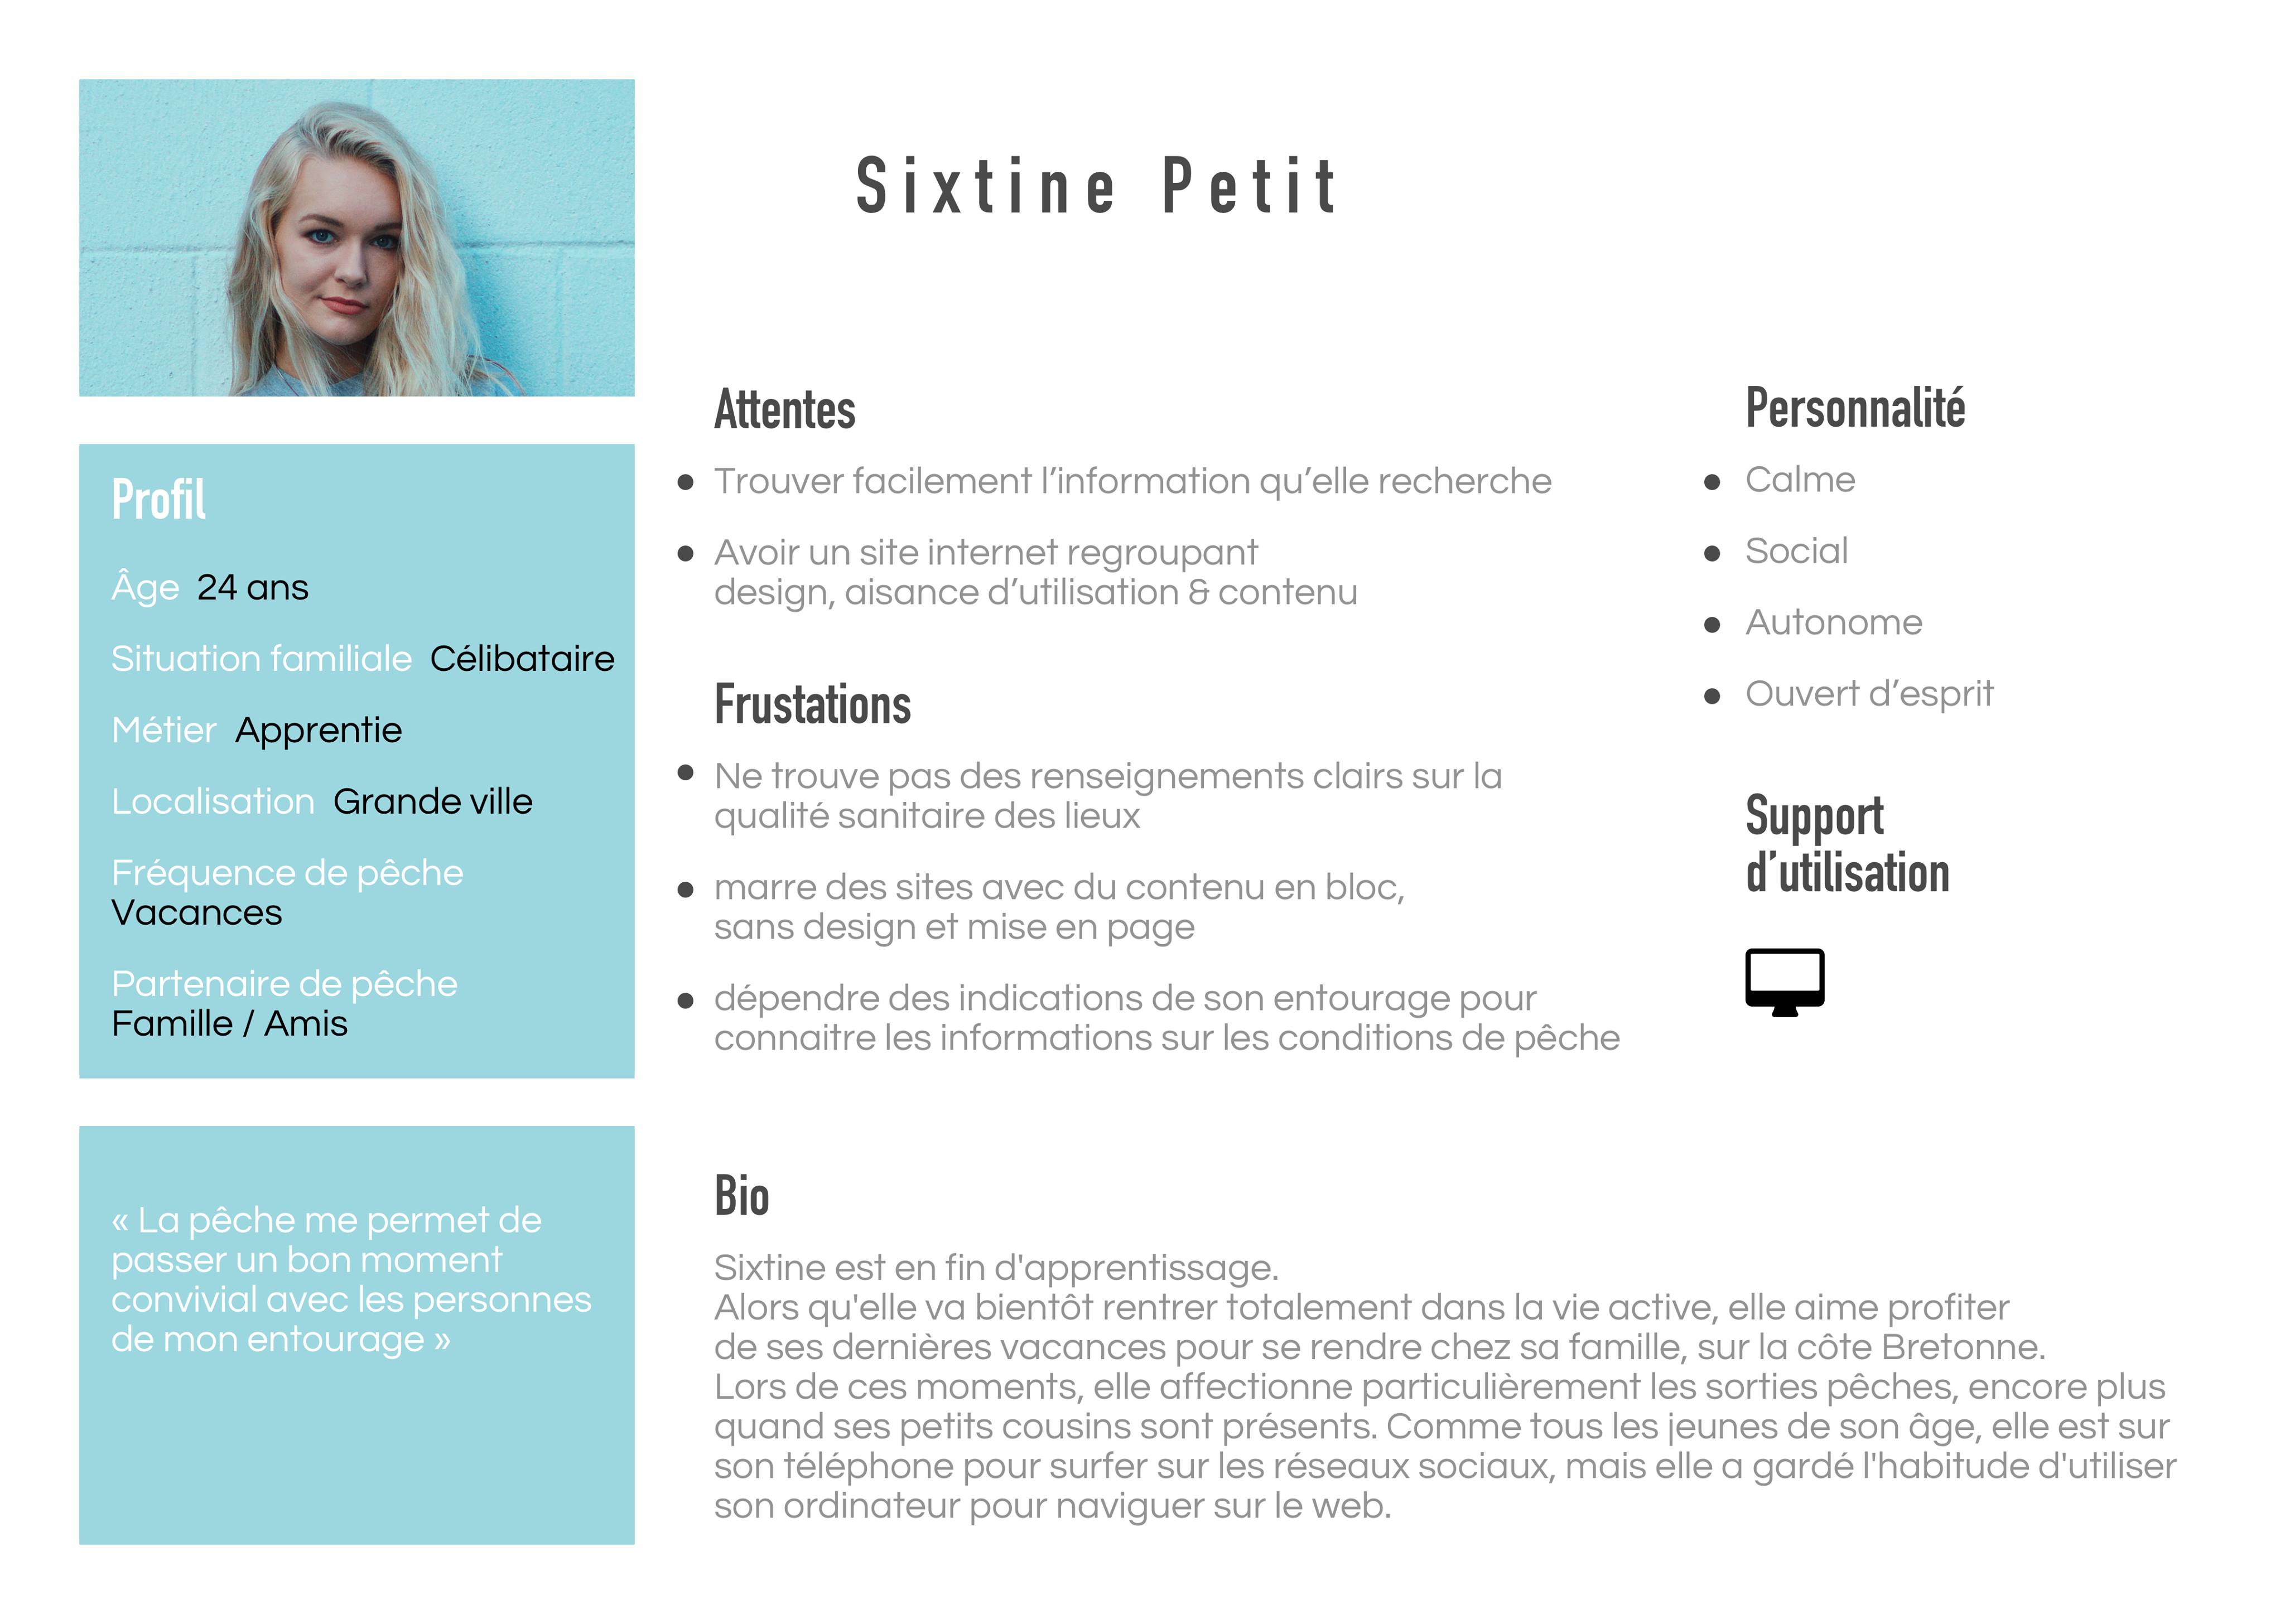 Sixtine Petit
Profil
Âge 24 ans
Situation familiale Célibataire
Métier Apprentie
Localisation Grande ville
Fréquence de pêche
Vacances
Partenaire de pêche
Famille / Amis
« La pêche me permet de
passer un bon moment
convivial avec les personnes
de mon entourage »
Attentes
• Trouver facilement l’information qu’elle recherche
• Avoir un site internet regroupant
design, aisance d’utilisation & contenu
Frustations
• Ne trouve pas des renseignements clairs sur la
qualité sanitaire des lieux
• marre des sites avec du contenu en bloc,
sans design et mise en page
• dépendre des indications de son entourage pour
connaitre les informations sur les conditions de pêche
Personnalité
• Calme
• Social
• Autonome
• Ouvert d’esprit
Support
d’utilisation
Bio
Sixtine est en fin d'apprentissage.
Alors qu'elle va bientôt rentrer totalement dans la vie active, elle aime profiter
de ses dernières vacances pour se rendre chez sa famille, sur la côte Bretonne.
Lors de ces moments, elle affectionne particulièrement les sorties pêches, encore plus
quand ses petits cousins sont présents. Comme tous les jeunes de son âge, elle est sur
son téléphone pour surfer sur les réseaux sociaux, mais elle a gardé l'habitude d'utiliser
son ordinateur pour naviguer sur le web.